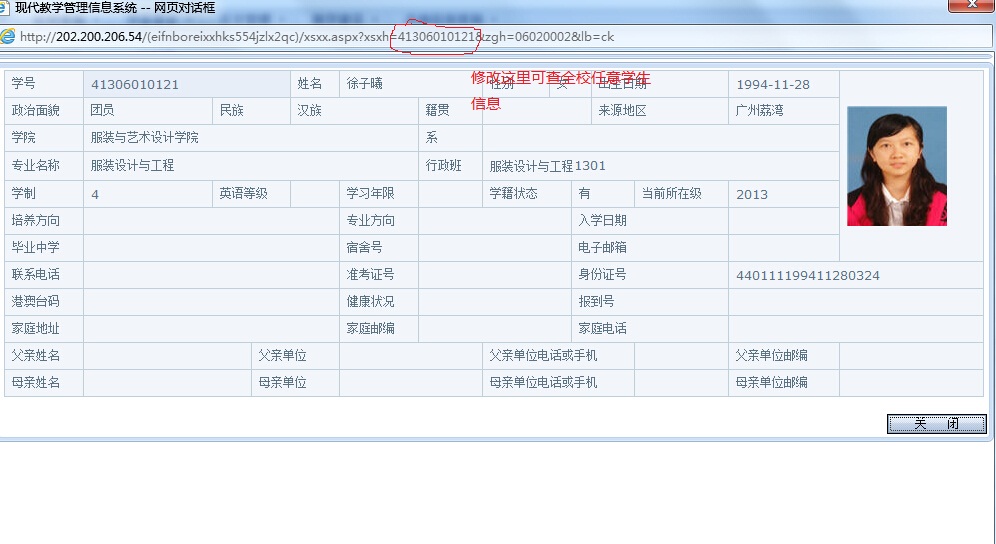 现代教学管理信息系统 -- 网页对话框
http://202.200.206.54/(eifnboreixxhks554jzlx2qc)/xsxx.aspx?xsxh=41306010121&zgh=06020002&lb=ck
学号 41306010121 姓名 徐子曦 性别 女 出生日期 1994-11-28
修改这里可查全校任意学生
信息
政治面貌 团员 民族 汉族 籍贯 来源地区 广州荔湾
学院 服装与艺术设计学院 系
专业名称 服装设计与工程 行政班 服装设计与工程1301
学制 4 英语等级 学习年限 学籍状态 有 当前所在级 2013
培养方向 专业方向 入学日期
毕业中学 宿舍号 电子邮箱
联系电话 准考证号 身份证号 440111199411280324
港澳台码 健康状况 报到号
家庭地址 家庭邮编 家庭电话
父亲姓名 父亲单位 父亲单位电话或手机 父亲单位邮编
母亲姓名 母亲单位 母亲单位电话或手机 母亲单位邮编
关 闭